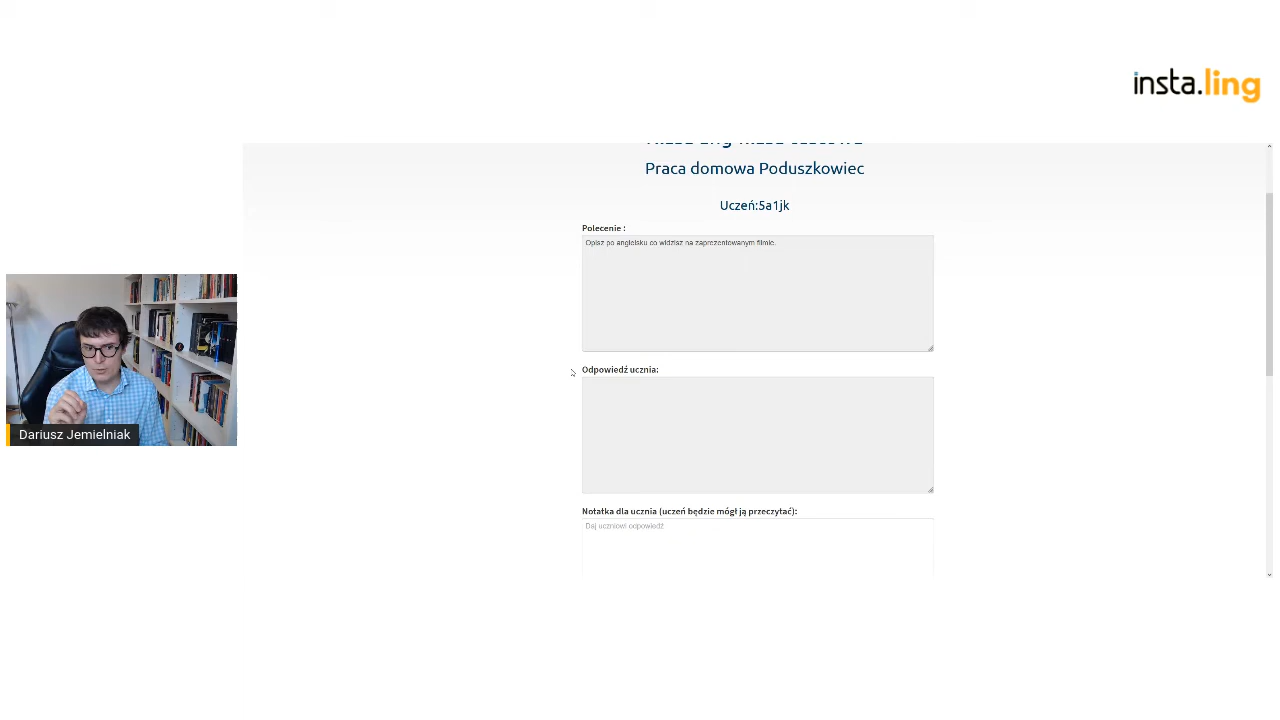 insta.ling
Praca domowa Poduszkowiec
Uczeń:5a1jk
Polecenie :
Opisz po angielsku co widzisz na zaprezentowanym filmie.
Odpowiedź ucznia:
Dariusz Jemielniak
Notatka dla ucznia (uczeń będzie mógł ją przeczytać):
Daj uczniowi odpowiedź